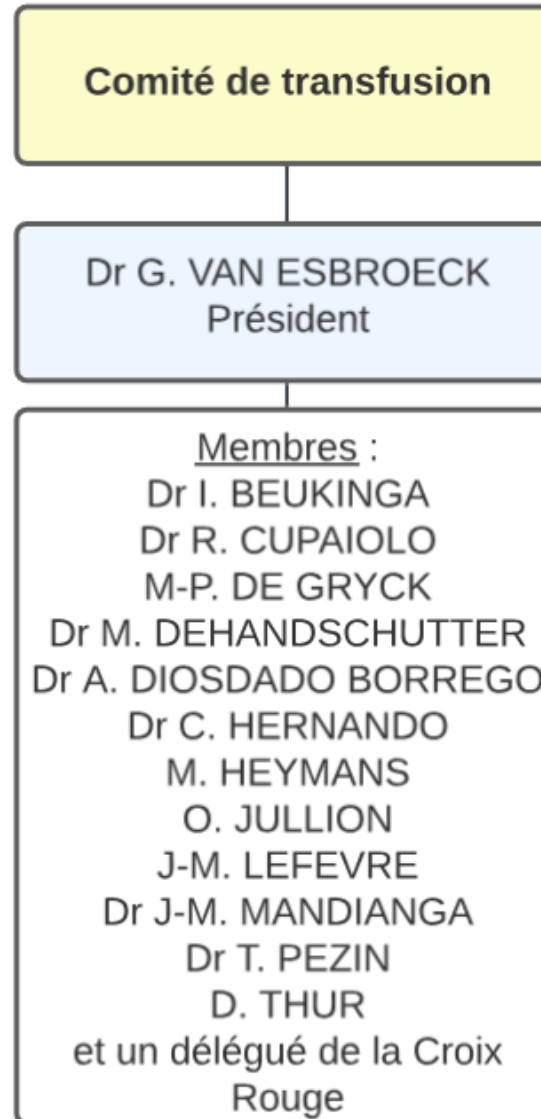 Comité de transfusion
Dr G. VAN ESBROECK
Président
Membres :
Dr I. BEUKINGA
Dr R. CUPAIOLO
M-P. DE GRYCK
Dr M. DEHANDSCHUTTER
Dr A. DIOSDADO BORREGO
Dr C. HERNANDO
M. HEYMANS
O. JULLION
J-M. LEFEVRE
Dr J-M. MANDIANGA
Dr T. PEZIN
D. THUR
et un délégué de la Croix
Rouge